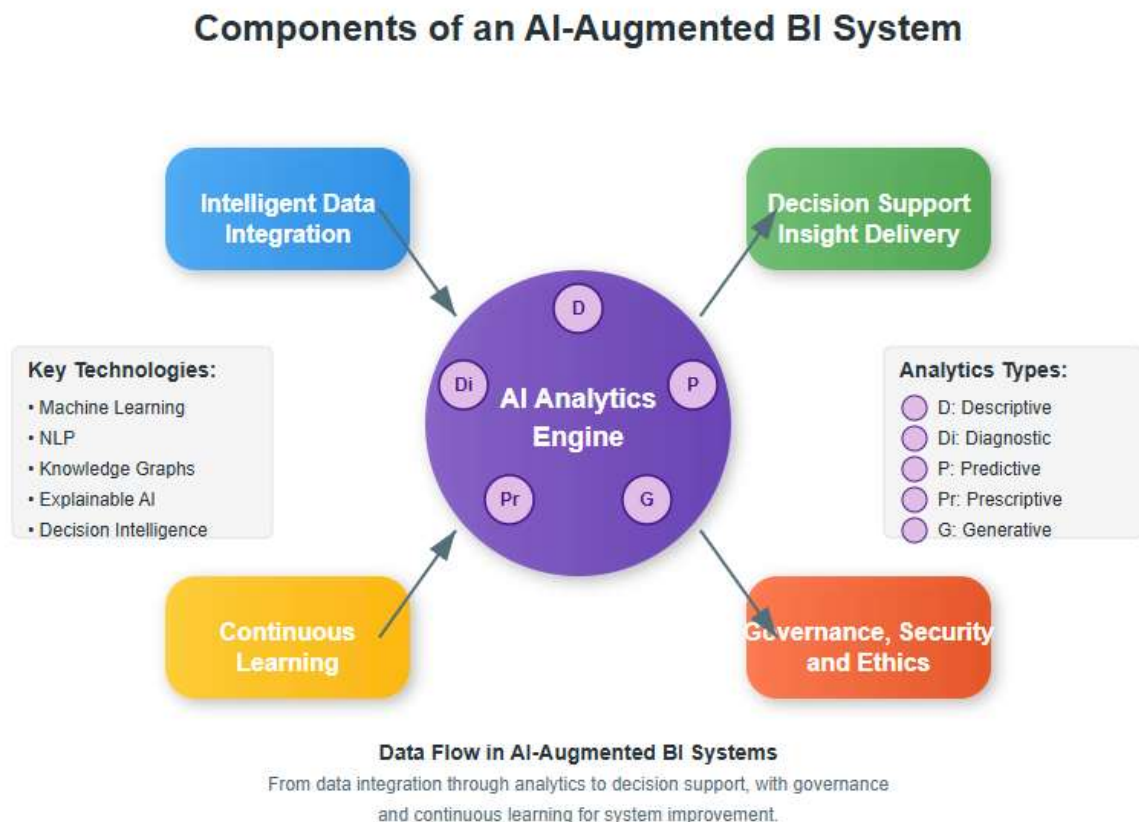 Components of an AI-Augmented BI System
Intelligent Data
Integration
Decision Support
Insight Delivery
D
Di
P
AI Analytics
Engine
Pr
G
Key Technologies:
• Machine Learning
• NLP
• Knowledge Graphs
• Explainable AI
• Decision Intelligence
Analytics Types:
D: Descriptive
Di: Diagnostic
P: Predictive
Pr: Prescriptive
G: Generative
Continuous
Learning
Governance, Security
and Ethics
Data Flow in AI-Augmented BI Systems
From data integration through analytics to decision support, with governance
and continuous learning for system improvement.